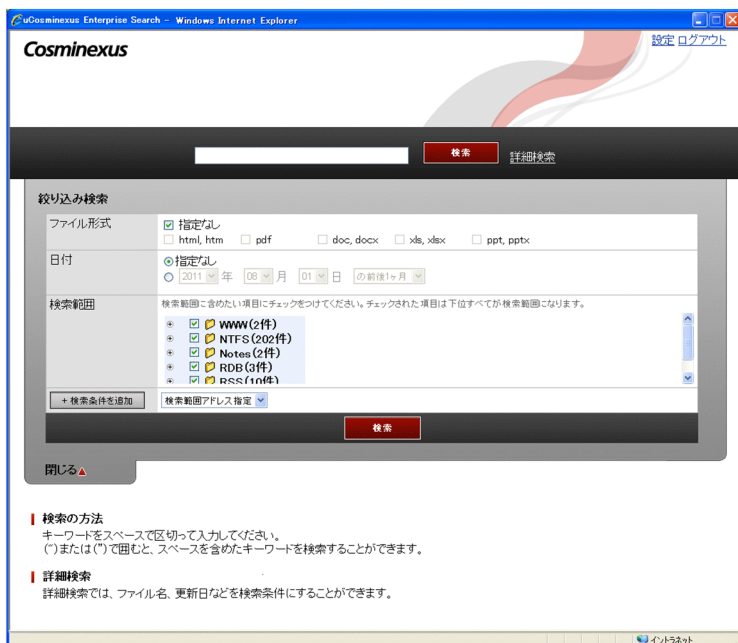 uCosminexus Enterprise Search - Windows Internet Explorer
Cosminexus
設定 ログアウト
検索 詳細検索
絞り込み検索
ファイル形式
指定なし
html, htm pdf doc, docx xls, xlsx ppt, pptx
日付
指定なし
2011 年 08 月 01 日 の前後1ヶ月
検索範囲
検索範囲に含めたい項目にチェックをつけてください。チェックされた項目は下位すべてが検索範囲になります。
WWW(2件)
NTFS(202件)
Notes(2件)
RDB(3件)
RSS(10件)
+ 検索条件を追加 検索範囲アドレス指定
検索
閉じる▲
検索の方法
キーワードをスペースで区切って入力してください。
(")または(")で囲むと、スペースを含めたキーワードを検索することができます。
詳細検索
詳細検索では、ファイル名、更新日などを検索条件にすることができます。
イントラネット